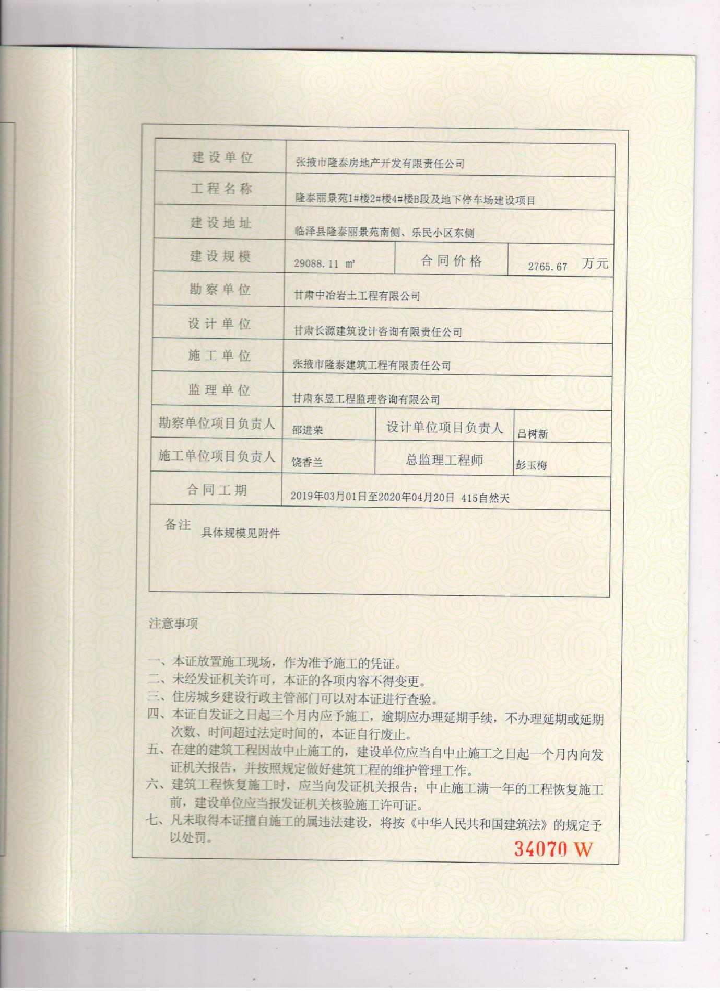 建设单位 张掖市隆泰房地产开发有限责任公司
工程名称 隆泰丽景苑1#楼2#楼4#楼B段及地下停车场建设项目
建设地址 临泽县隆泰丽景苑南侧、乐民小区东侧
建设规模 29088.11 ㎡ 合同价格 2765.67 万元
勘察单位 甘肃中冶岩土工程有限公司
设计单位 甘肃长源建筑设计咨询有限责任公司
施工单位 张掖市隆泰建筑工程有限责任公司
监理单位 甘肃东昱工程监理咨询有限公司
勘察单位项目负责人 邵进荣 设计单位项目负责人 吕树新
施工单位项目负责人 饶香兰 总监理工程师 彭玉梅
合同工期 2019年03月01日至2020年04月20日 415自然天
备注 具体规模见附件
注意事项
一、本证放置施工现场，作为准予施工的凭证。
二、未经发证机关许可，本证的各项内容不得变更。
三、住房城乡建设行政主管部门可以对本证进行查验。
四、本证自发证之日起三个月内应予施工，逾期应办理延期手续，不办理延期或延期
次数、时间超过法定时间的，本证自行废止。
五、在建的建筑工程因故中止施工的，建设单位应当自中止施工之日起一个月内向发
证机关报告，并按照规定做好建筑工程的维护管理工作。
六、建筑工程恢复施工时，应当向发证机关报告；中止施工满一年的工程恢复施工
前，建设单位应当报发证机关核验施工许可证。
七、凡未取得本证擅自施工的属违法建设，将按《中华人民共和国建筑法》的规定予
以处罚。
34070 W